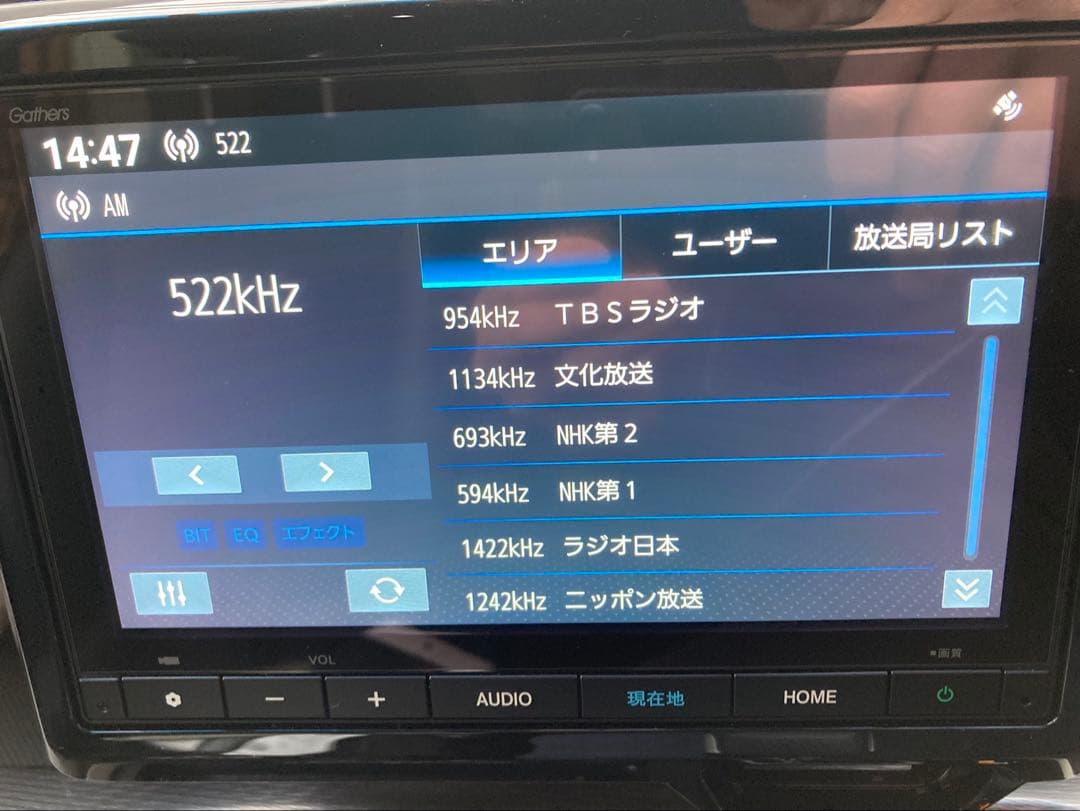 Gathers
14:47 522
AM
エリア ユーザー 放送局リスト
522kHz
954kHz ＴＢＳラジオ
1134kHz 文化放送
693kHz NHK第２
594kHz NHK第１
1422kHz ラジオ日本
1242kHz ニッポン放送
< >
BIT EQ エフェクト
VOL
画質
− + AUDIO 現在地 HOME